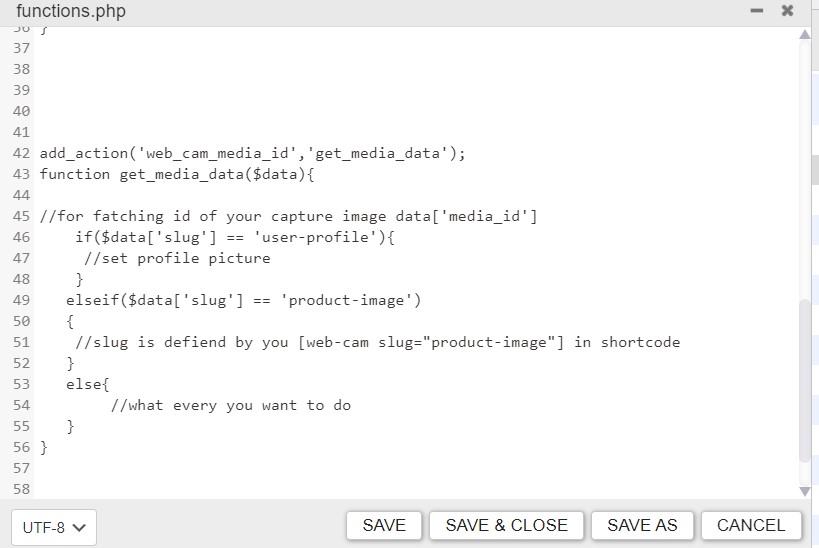 functions.php
36 }
37
38
39
40
41
42 add_action('web_cam_media_id','get_media_data');
43 function get_media_data($data){
44
45 //for fatching id of your capture image data['media_id']
46     if($data['slug'] == 'user-profile'){
47      //set profile picture
48     }
49    elseif($data['slug'] == 'product-image')
50    {
51     //slug is defiend by you [web-cam slug="product-image"] in shortcode
52    }
53    else{
54         //what every you want to do
55    }
56 }
57
58
UTF-8 SAVE SAVE & CLOSE SAVE AS CANCEL